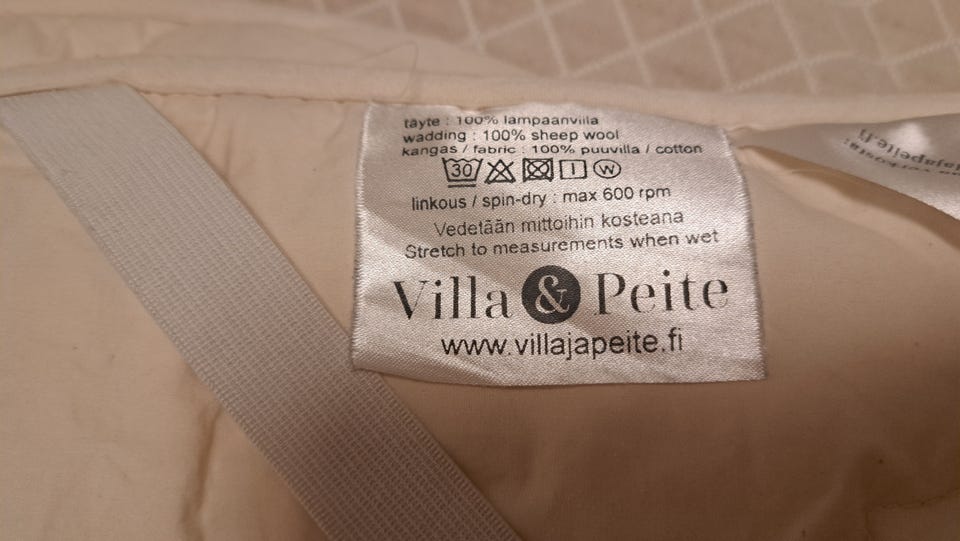 täyte : 100% lampaanvilla
wadding : 100% sheep wool
kangas / fabric : 100% puuvilla / cotton
30 W
linkous / spin-dry : max 600 rpm
Vedetään mittoihin kosteana
Stretch to measurements when wet
Villa & Peite
www.villajapeite.fi